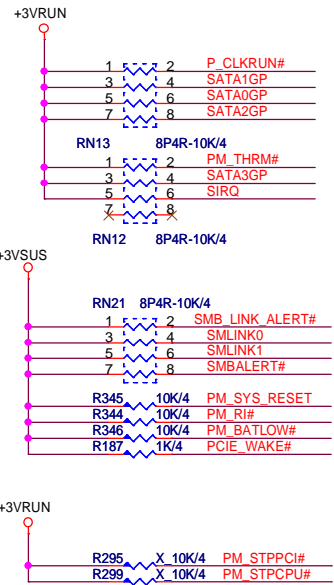 +3VRUN
1 2 P_CLKRUN#
3 4 SATA1GP
5 6 SATA0GP
7 8 SATA2GP
RN13 8P4R-10K/4
1 2 PM_THRM#
3 4 SATA3GP
5 6 SIRQ
7 8
RN12 8P4R-10K/4
+3VSUS
RN21 8P4R-10K/4
1 2 SMB_LINK_ALERT#
3 4 SMLINK0
5 6 SMLINK1
7 8 SMBALERT#
R345 10K/4 PM_SYS_RESET
R344 10K/4 PM_RI#
R346 10K/4 PM_BATLOW#
R187 1K/4 PCIE_WAKE#
+3VRUN
R295 X_10K/4 PM_STPPCI#
R299 X_10K/4 PM_STPCPU#